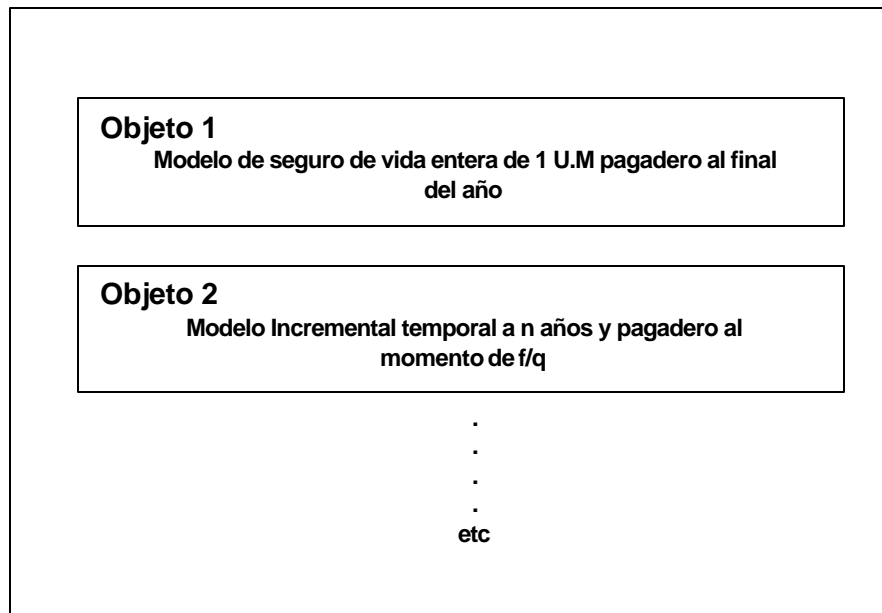 Objeto 1
Modelo de seguro de vida entera de 1 U.M pagadero al final
del año
Objeto 2
Modelo Incremental temporal a n años y pagadero al
momento de f/q
.
.
.
.
etc